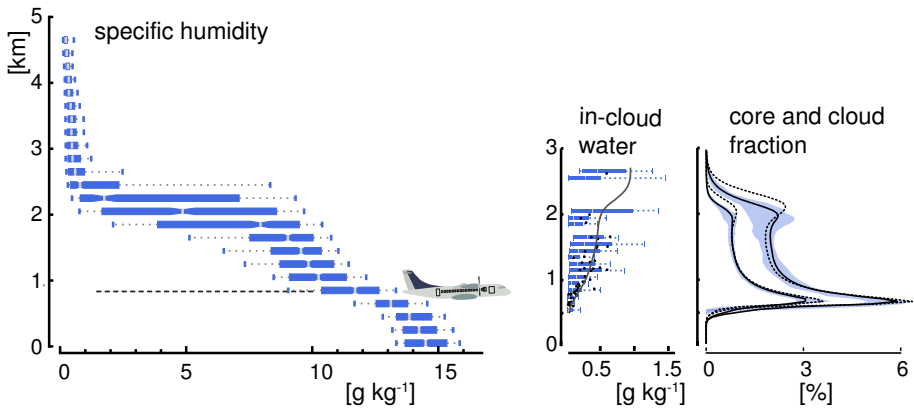 specific humidity
[km]
5
4
3
2
1
0
0
5
10
15
[g kg-1]
in-cloud
water
3
2
1
0
0.5
1.5
[g kg-1]
core and cloud
fraction
0
3
6
[%]